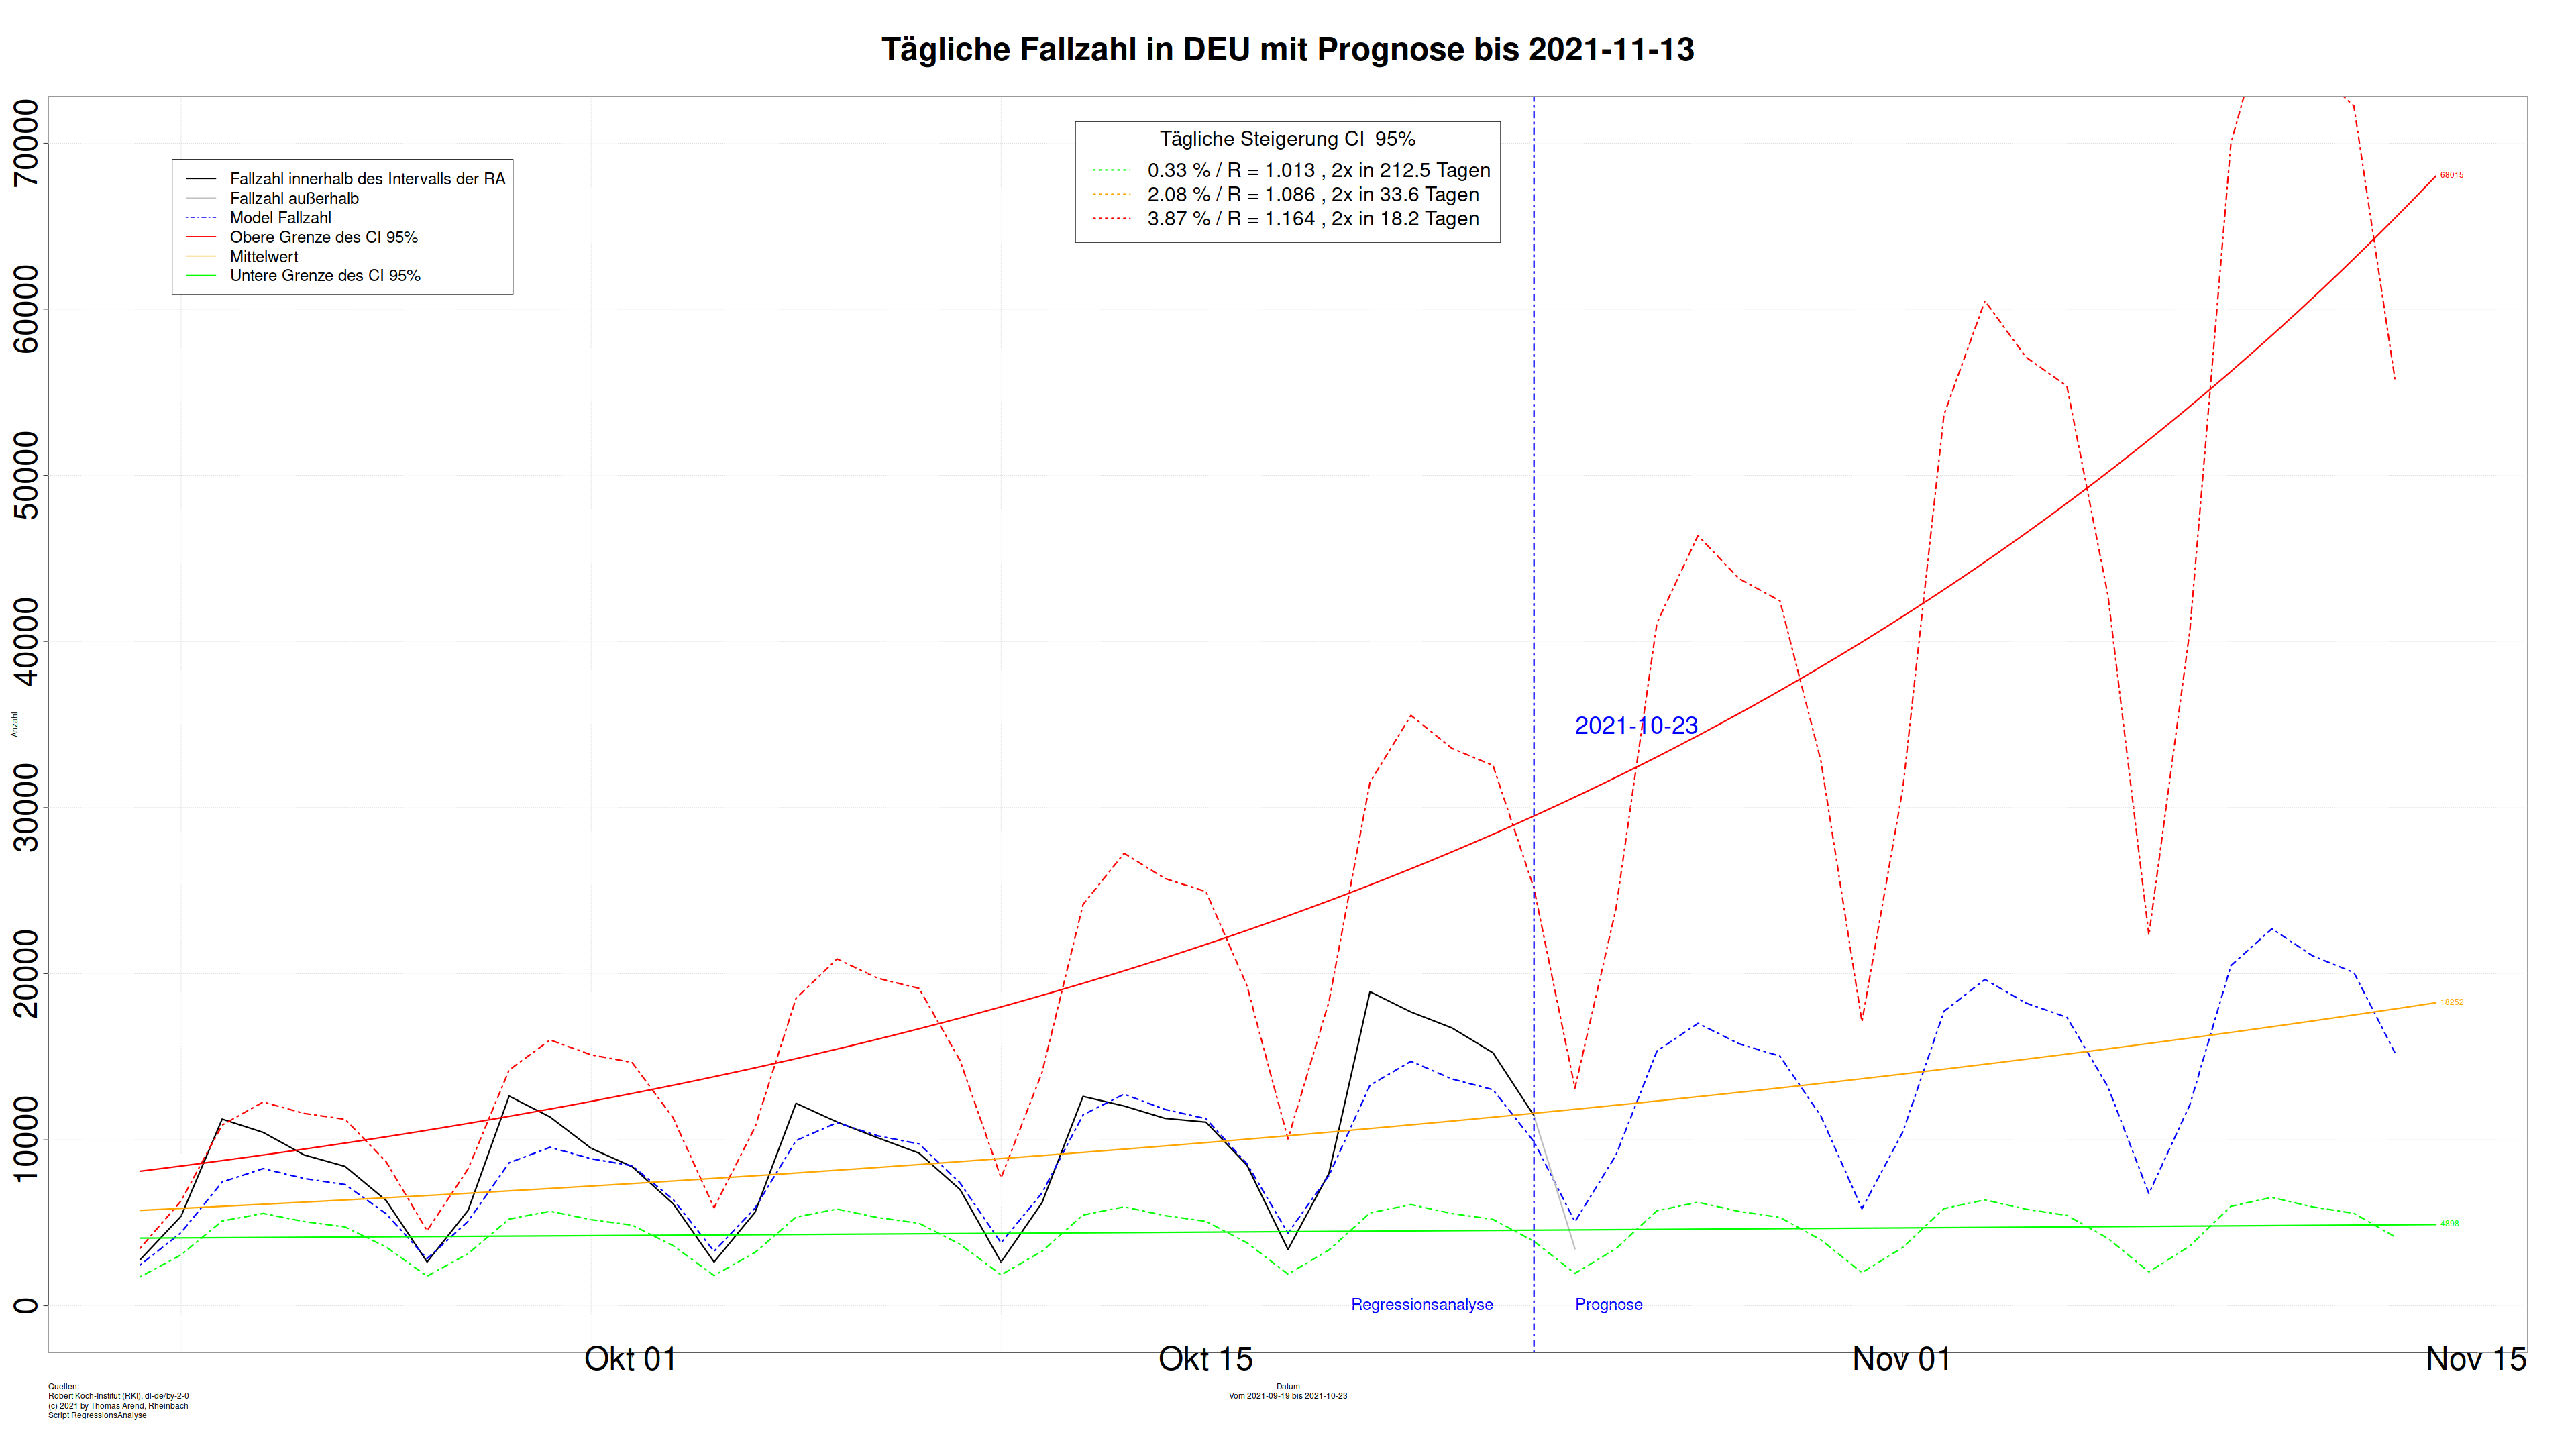 Tägliche Fallzahl in DEU mit Prognose bis 2021-11-13
70000
60000
50000
40000
30000
20000
10000
0
Anzahl
Fallzahl innerhalb des Intervalls der RA
Fallzahl außerhalb
Model Fallzahl
Obere Grenze des CI 95%
Mittelwert
Untere Grenze des CI 95%
Tägliche Steigerung CI 95%
0.33 % / R = 1.013 , 2x in 212.5 Tagen
2.08 % / R = 1.086 , 2x in 33.6 Tagen
3.87 % / R = 1.164 , 2x in 18.2 Tagen
68015
2021-10-23
18252
4898
Regressionsanalyse
Prognose
Okt 01
Okt 15
Nov 01
Nov 15
Datum
Vom 2021-09-19 bis 2021-10-23
Quellen:
Robert Koch-Institut (RKI), dl-de/by-2-0
(c) 2021 by Thomas Arend, Rheinbach
Script RegressionsAnalyse